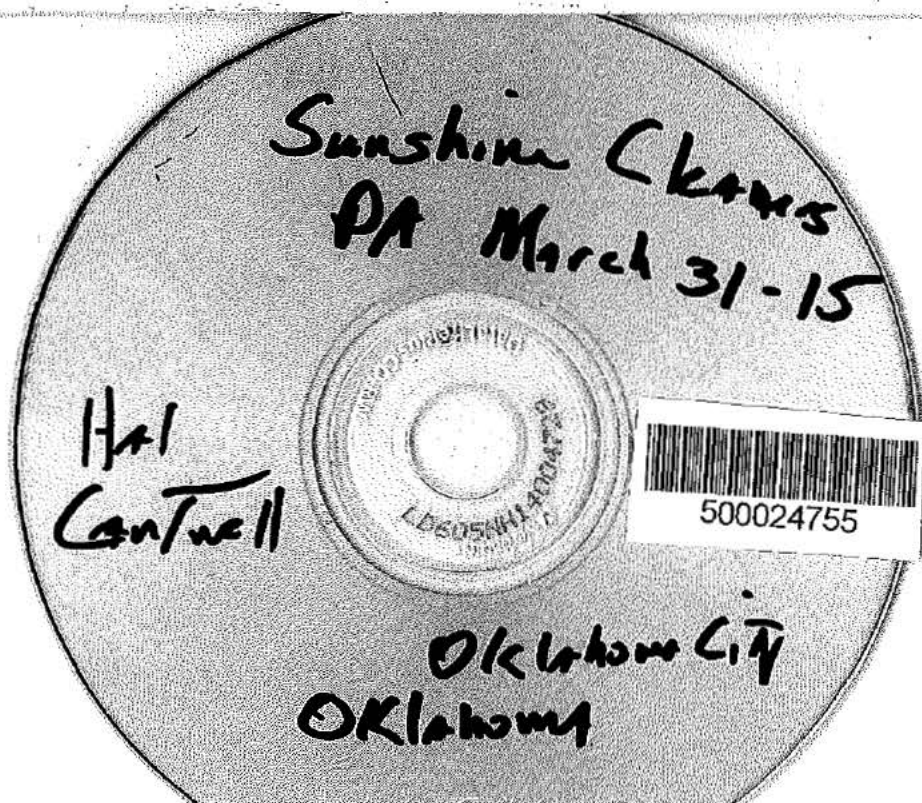 Sunshine Cleaners
PA March 31-15
Hal
Cantwell
500024755
Oklahoma City
Oklahoma